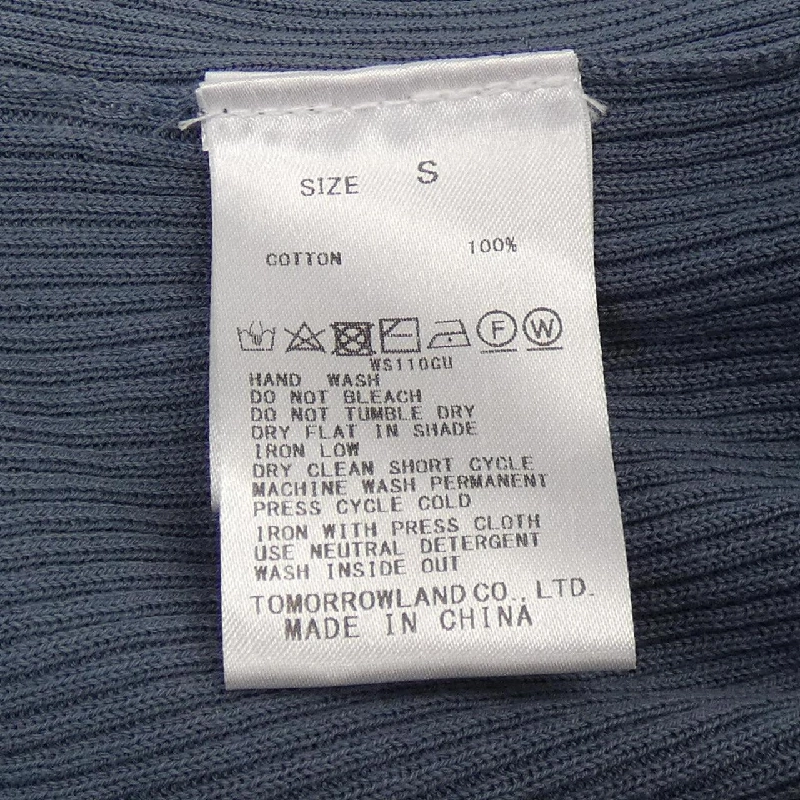 SIZE S
COTTON 100%
F W
WS110GU
HAND WASH
DO NOT BLEACH
DO NOT TUMBLE DRY
DRY FLAT IN SHADE
IRON LOW
DRY CLEAN SHORT CYCLE
MACHINE WASH PERMANENT
PRESS CYCLE COLD
IRON WITH PRESS CLOTH
USE NEUTRAL DETERGENT
WASH INSIDE OUT
TOMORROWLAND CO., LTD.
MADE IN CHINA